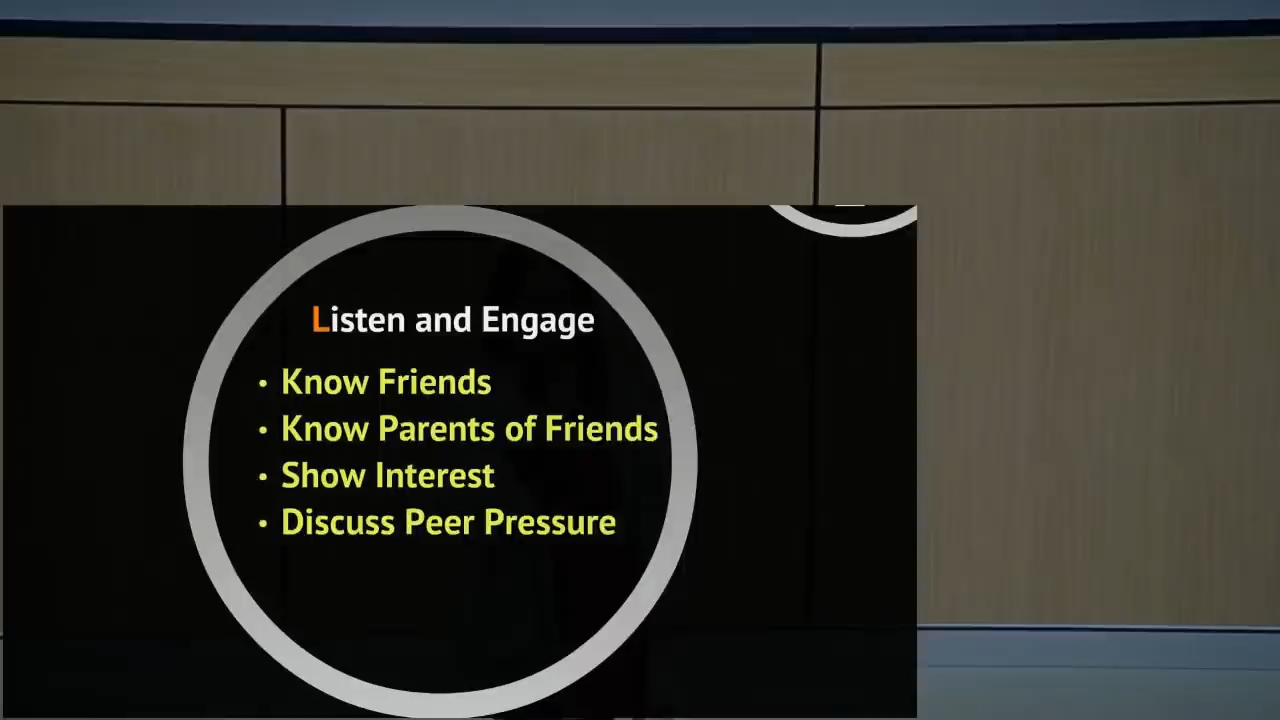 Listen and Engage
• Know Friends
• Know Parents of Friends
• Show Interest
• Discuss Peer Pressure